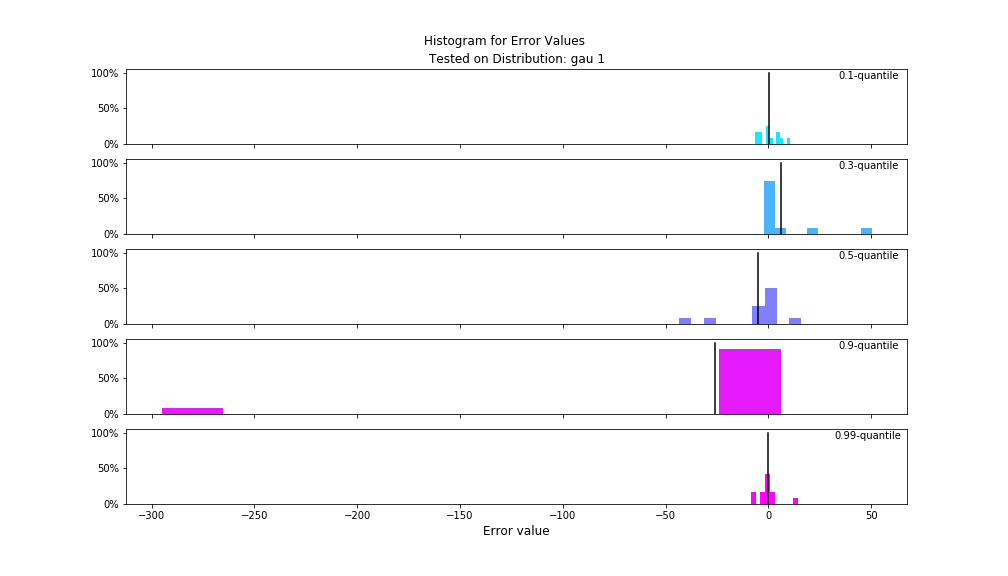 Histogram for Error Values
Tested on Distribution: gau 1
100%
50%
0%
0.1-quantile
100%
50%
0%
0.3-quantile
100%
50%
0%
0.5-quantile
100%
50%
0%
0.9-quantile
100%
50%
0%
0.99-quantile
−300 −250 −200 −150 −100 −50 0 50
Error value